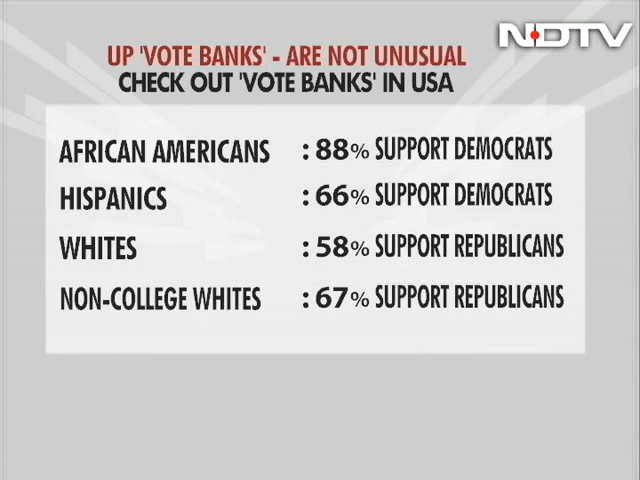 NDTV
UP 'VOTE BANKS' - ARE NOT UNUSUAL
CHECK OUT 'VOTE BANKS' IN USA
AFRICAN AMERICANS : 88% SUPPORT DEMOCRATS
HISPANICS : 66% SUPPORT DEMOCRATS
WHITES : 58% SUPPORT REPUBLICANS
NON-COLLEGE WHITES : 67% SUPPORT REPUBLICANS